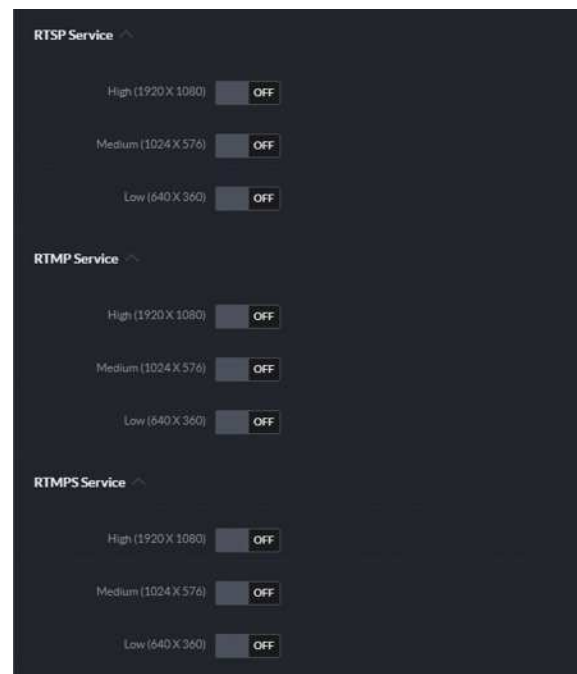 RTSP Service
High (1920 X 1080) OFF
Medium (1024 X 576) OFF
Low (640 X 360) OFF
RTMP Service
High (1920 X 1080) OFF
Medium (1024 X 576) OFF
Low (640 X 360) OFF
RTMPS Service
High (1920 X 1080) OFF
Medium (1024 X 576) OFF
Low (640 X 360) OFF